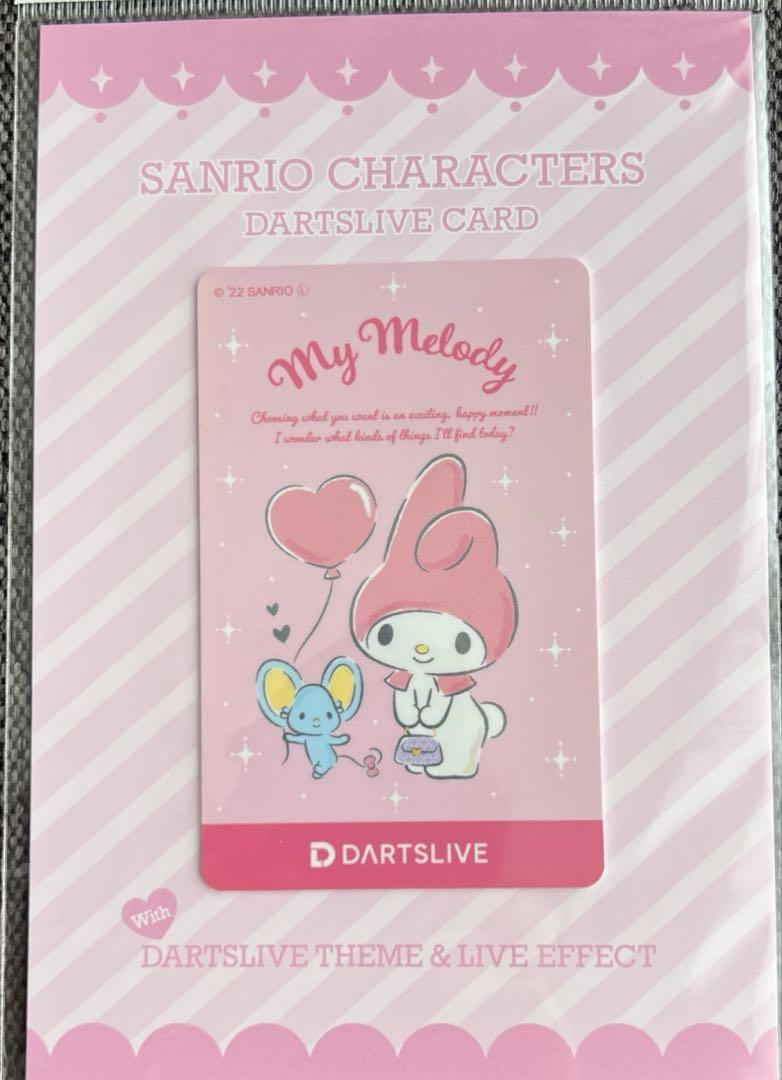 SANRIO CHARACTERS
DARTSLIVE CARD
© '22 SANRIO Ⓛ
My Melody
Choosing what you want is an exciting, happy moment!!
I wonder what kinds of things I'll find today?
DARTSLIVE
With
DARTSLIVE THEME & LIVE EFFECT